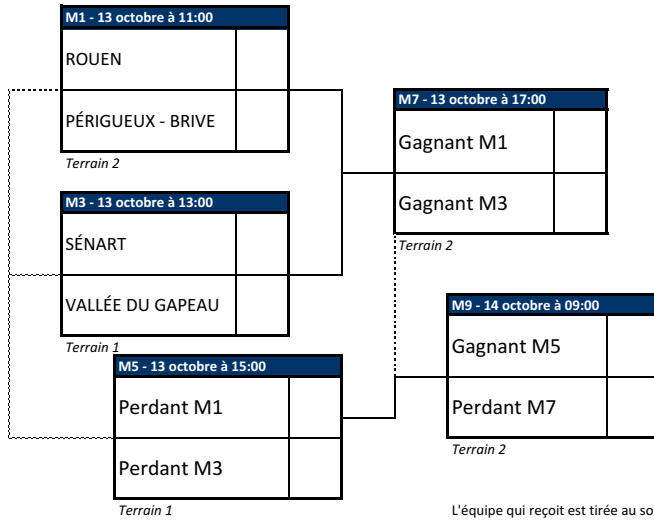 M1 - 13 octobre à 11:00
ROUEN
PÉRIGUEUX - BRIVE
Terrain 2
M3 - 13 octobre à 13:00
SÉNART
VALLÉE DU GAPEAU
Terrain 1
M5 - 13 octobre à 15:00
Perdant M1
Perdant M3
Terrain 1
M7 - 13 octobre à 17:00
Gagnant M1
Gagnant M3
Terrain 2
M9 - 14 octobre à 09:00
Gagnant M5
Perdant M7
Terrain 2
L'équipe qui reçoit est tirée au so